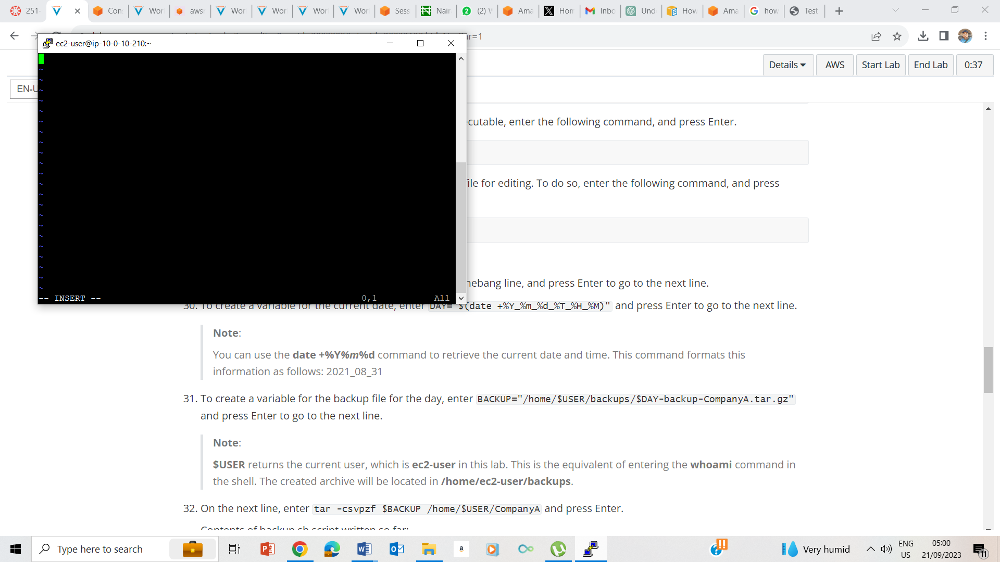 251-
Con
Wor
awsr
Wor
Wor
Wor
Wor
Sess
Nair
(2) V
Ama
Hom
Inbo
Und
How
Ama
how
Test
ar=1
ec2-user@ip-10-0-10-210:~
Details
AWS
Start Lab
End Lab
0:37
EN-U
ecutable, enter the following command, and press Enter.
file for editing. To do so, enter the following command, and press
hebang line, and press Enter to go to the next line.
-- INSERT --
0,1
All
30. To create a variable for the current date, enter DAY="$(date +%Y_%m_%d_%T_%H_%M)" and press Enter to go to the next line.
Note:
You can use the date +%Y%m%d command to retrieve the current date and time. This command formats this
information as follows: 2021_08_31
31. To create a variable for the backup file for the day, enter BACKUP="/home/$USER/backups/$DAY-backup-CompanyA.tar.gz"
and press Enter to go to the next line.
Note:
$USER returns the current user, which is ec2-user in this lab. This is the equivalent of entering the whoami command in
the shell. The created archive will be located in /home/ec2-user/backups.
32. On the next line, enter tar -csvpzf $BACKUP /home/$USER/CompanyA and press Enter.
Contents of backup.sh script written so far:
Type here to search
a
Very humid
ENG
US
05:00
21/09/2023
11